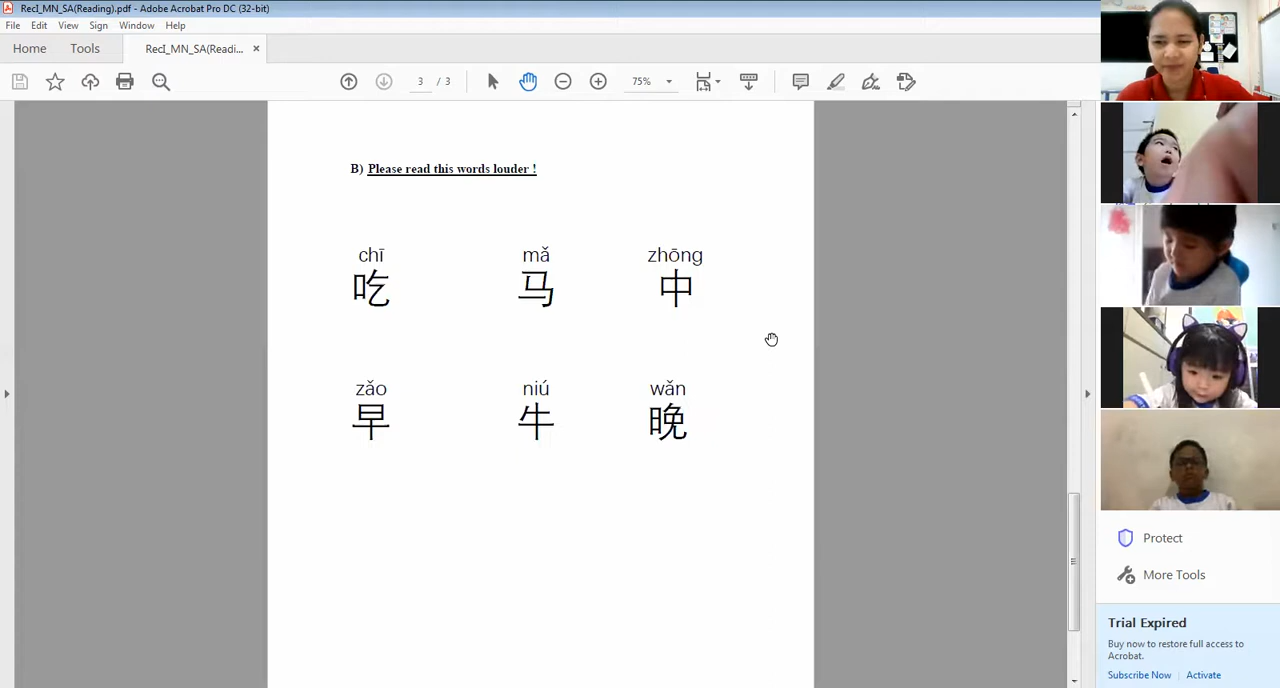 RecI_MN_SA(Reading).pdf - Adobe Acrobat Pro DC (32-bit)
File Edit View Sign Window Help
Home Tools RecI_MN_SA(Readi... ×
3 / 3 75%
B) Please read this words louder !
chī mǎ zhōng
吃 马 中
zǎo niú wǎn
早 牛 晚
Protect
More Tools
Trial Expired
Buy now to restore full access to
Acrobat.
Subscribe Now | Activate